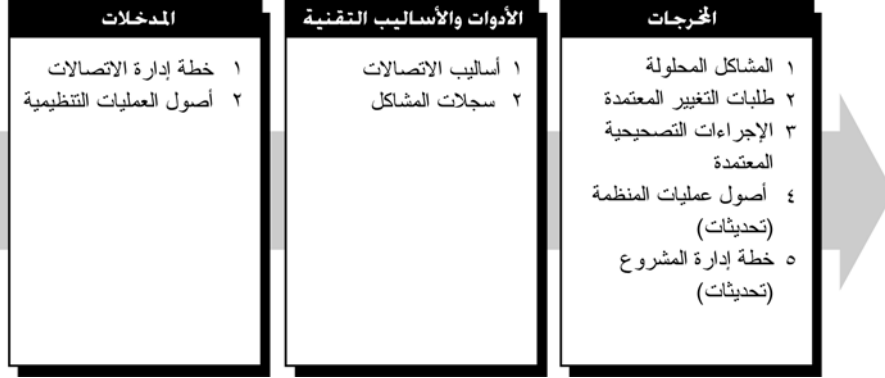 المدخلات
١ خطة إدارة الاتصالات
٢ أصول العمليات التنظيمية
الأدوات والأساليب التقنية
١ أساليب الاتصالات
٢ سجلات المشاكل
المخرجات
١ المشاكل المحلولة
٢ طلبات التغيير المعتمدة
٣ الإجراءات التصحيحية
المعتمدة
٤ أصول عمليات المنظمة
(تحديثات)
٥ خطة إدارة المشروع
(تحديثات)